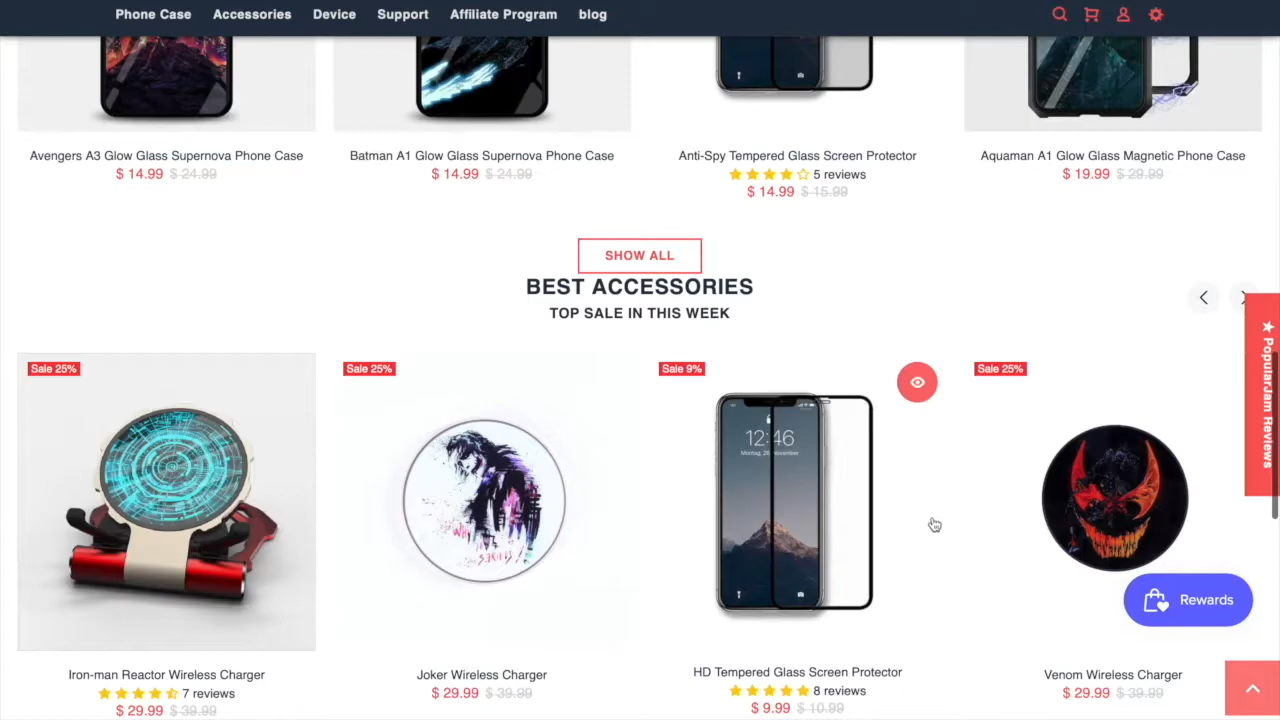 Phone Case Accessories Device Support Affiliate Program blog
Avengers A3 Glow Glass Supernova Phone Case
$ 14.99 $ 24.99
Batman A1 Glow Glass Supernova Phone Case
$ 14.99 $ 24.99
Anti-Spy Tempered Glass Screen Protector
5 reviews
$ 14.99 $ 15.99
Aquaman A1 Glow Glass Magnetic Phone Case
$ 19.99 $ 29.99
SHOW ALL
BEST ACCESSORIES
TOP SALE IN THIS WEEK
★ PopularJam Reviews
Sale 25%
Sale 25%
Sale 9%
Sale 25%
12:46
Montag, 26. November
WHY
SERIOUS
Rewards
Iron-man Reactor Wireless Charger
7 reviews
$ 29.99 $ 39.99
Joker Wireless Charger
$ 29.99 $ 39.99
HD Tempered Glass Screen Protector
8 reviews
$ 9.99 $ 10.99
Venom Wireless Charger
$ 29.99 $ 39.99